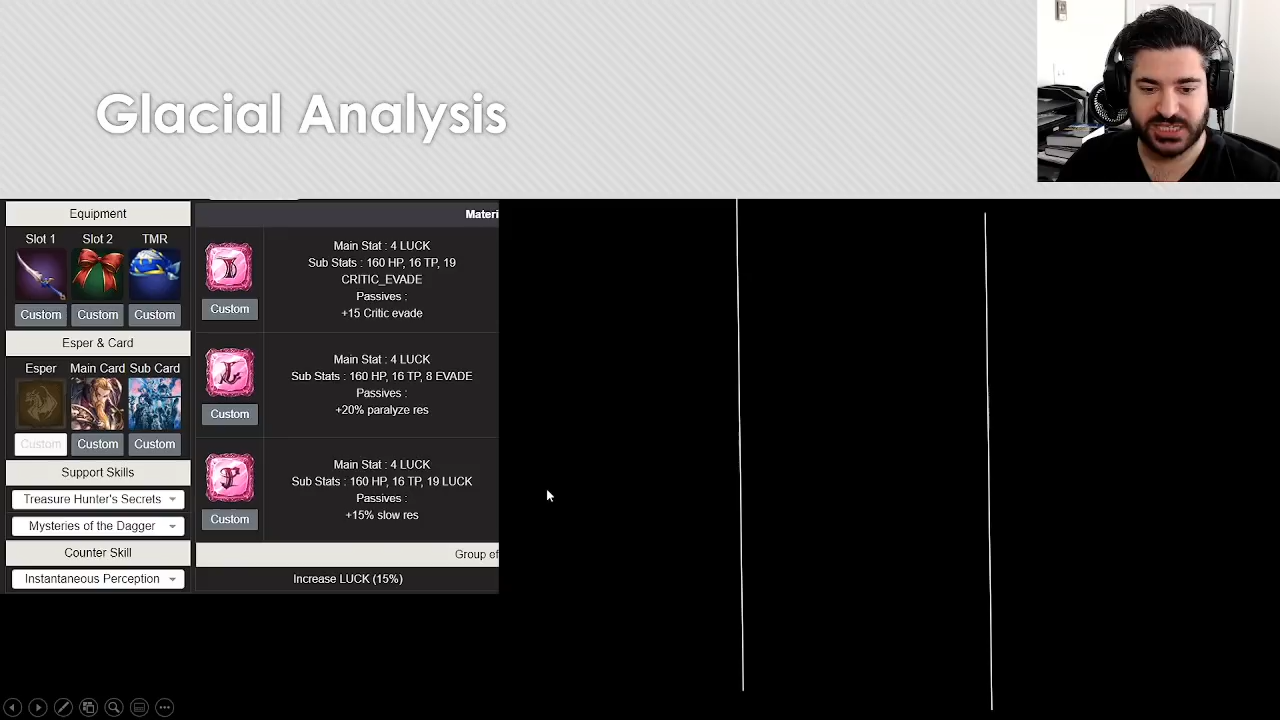 Glacial Analysis
Equipment
Slot 1 Slot 2 TMR
Custom Custom Custom
Esper & Card
Esper Main Card Sub Card
Custom Custom Custom
Support Skills
Treasure Hunter's Secrets
Mysteries of the Dagger
Counter Skill
Instantaneous Perception
Materi
Main Stat : 4 LUCK
Sub Stats : 160 HP, 16 TP, 19
CRITIC_EVADE
Passives :
+15 Critic evade
Custom
Main Stat : 4 LUCK
Sub Stats : 160 HP, 16 TP, 8 EVADE
Passives :
+20% paralyze res
Custom
Main Stat : 4 LUCK
Sub Stats : 160 HP, 16 TP, 19 LUCK
Passives :
+15% slow res
Custom
Group ef
Increase LUCK (15%)